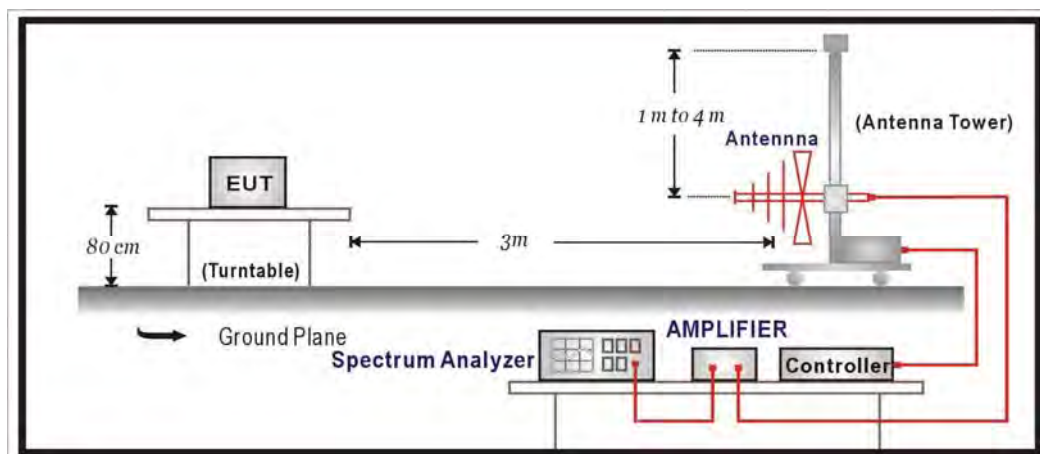 1 m to 4 m
(Antenna Tower)
Antennna
EUT
80 cm
3m
(Turntable)
Ground Plane
AMPLIFIER
Spectrum Analyzer
Controller